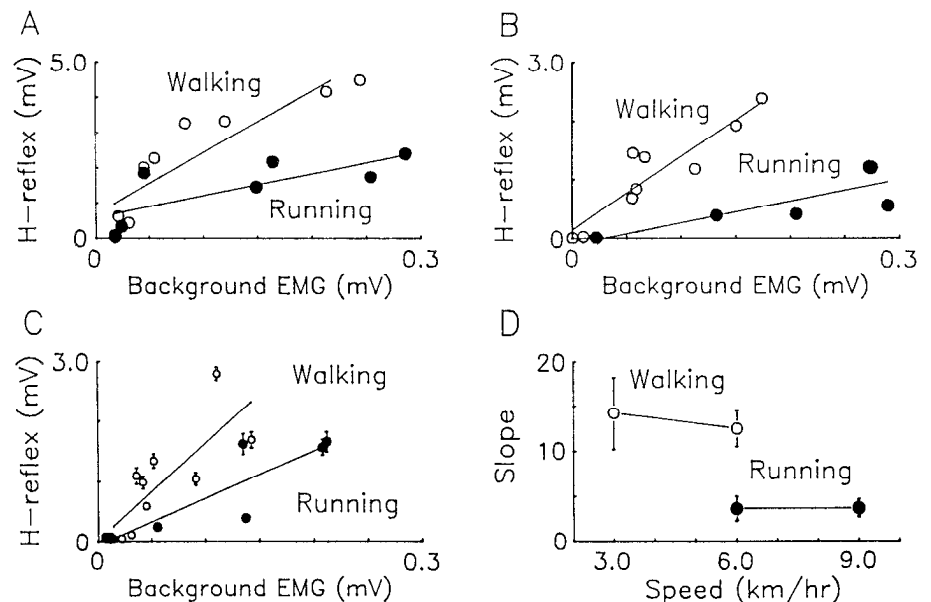 A
H-reflex (mV)
5.0
0
Walking
Running
0
0.3
Background EMG (mV)
B
H-reflex (mV)
3.0
0
Walking
Running
0
0.3
Background EMG (mV)
C
H-reflex (mV)
3.0
0
Walking
Running
0
0.3
Background EMG (mV)
D
Slope
20
10
0
Walking
Running
3.0
6.0
9.0
Speed (km/hr)